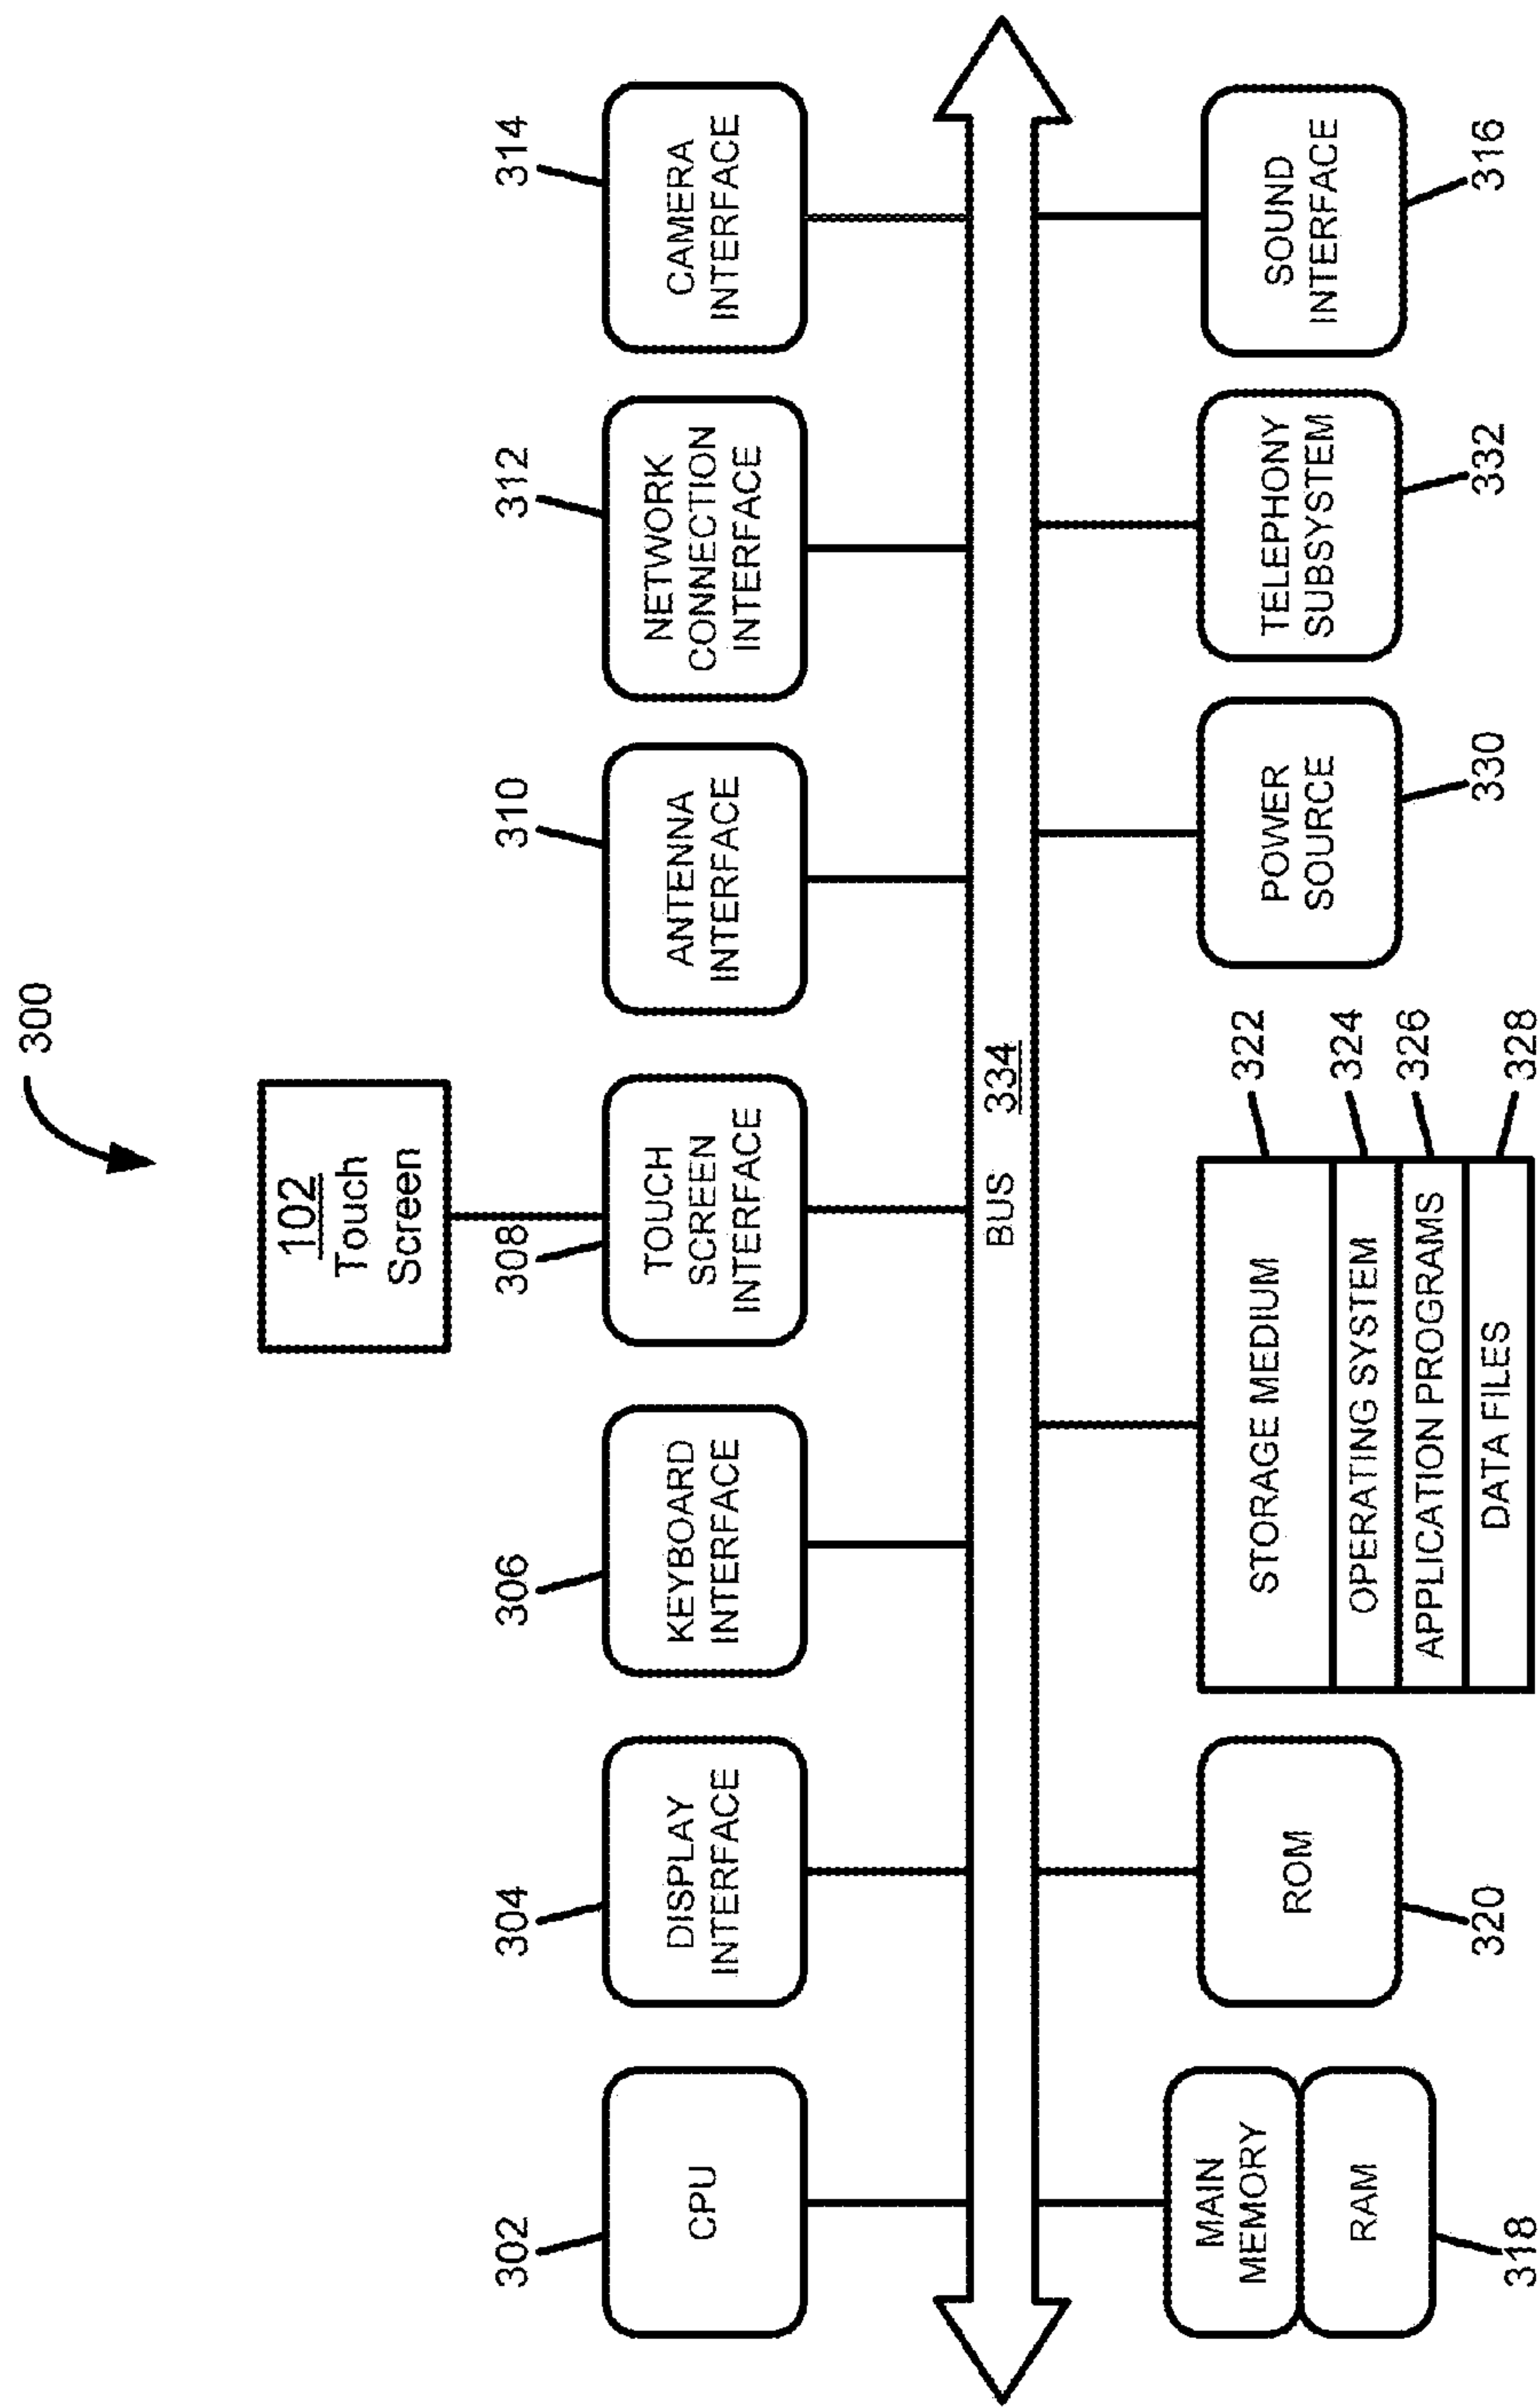 300
102
Touch
Screen
302
304
306
308
310
312
314
CPU
DISPLAY
INTERFACE
KEYBOARD
INTERFACE
TOUCH
SCREEN
INTERFACE
ANTENNA
INTERFACE
NETWORK
CONNECTION
INTERFACE
CAMERA
INTERFACE
BUS 334
MAIN
MEMORY
RAM
318
ROM
320
STORAGE MEDIUM
322
OPERATING SYSTEM
324
APPLICATION PROGRAMS
326
DATA FILES
328
POWER
SOURCE
330
TELEPHONY
SUBSYSTEM
332
SOUND
INTERFACE
316